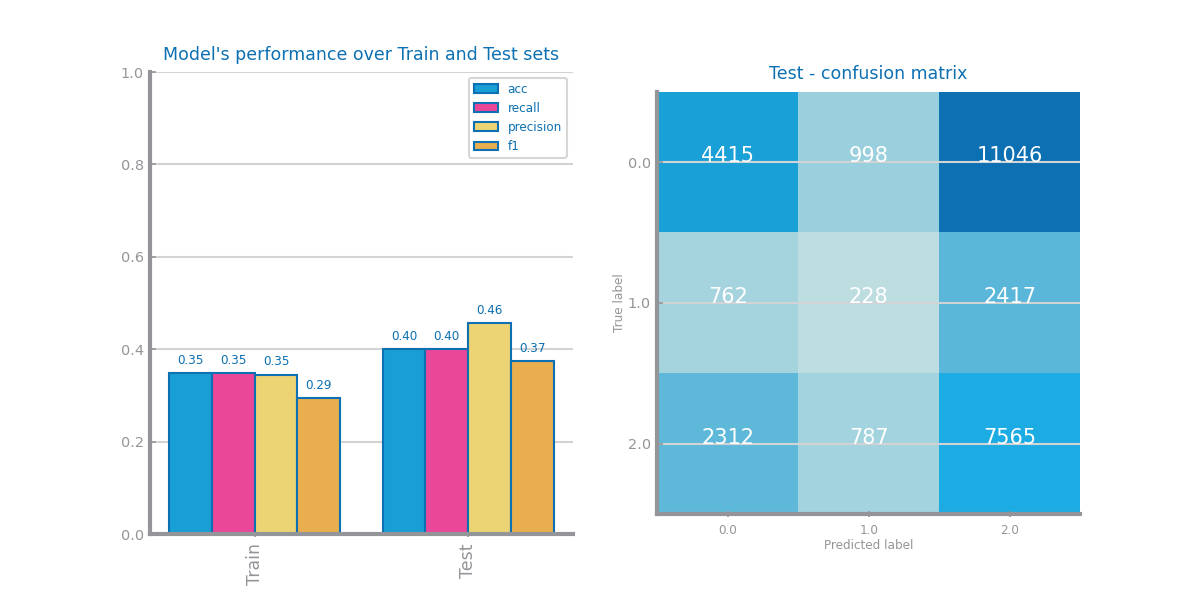 Model's performance over Train and Test sets
1.0
0.8
0.6
0.4
0.2
0.0
acc
recall
precision
f1
0.35
0.35
0.35
0.29
0.40
0.40
0.46
0.37
Train
Test
Test - confusion matrix
True label
0.0
1.0
2.0
4415 998 11046
762 228 2417
2312 787 7565
0.0 1.0 2.0
Predicted label